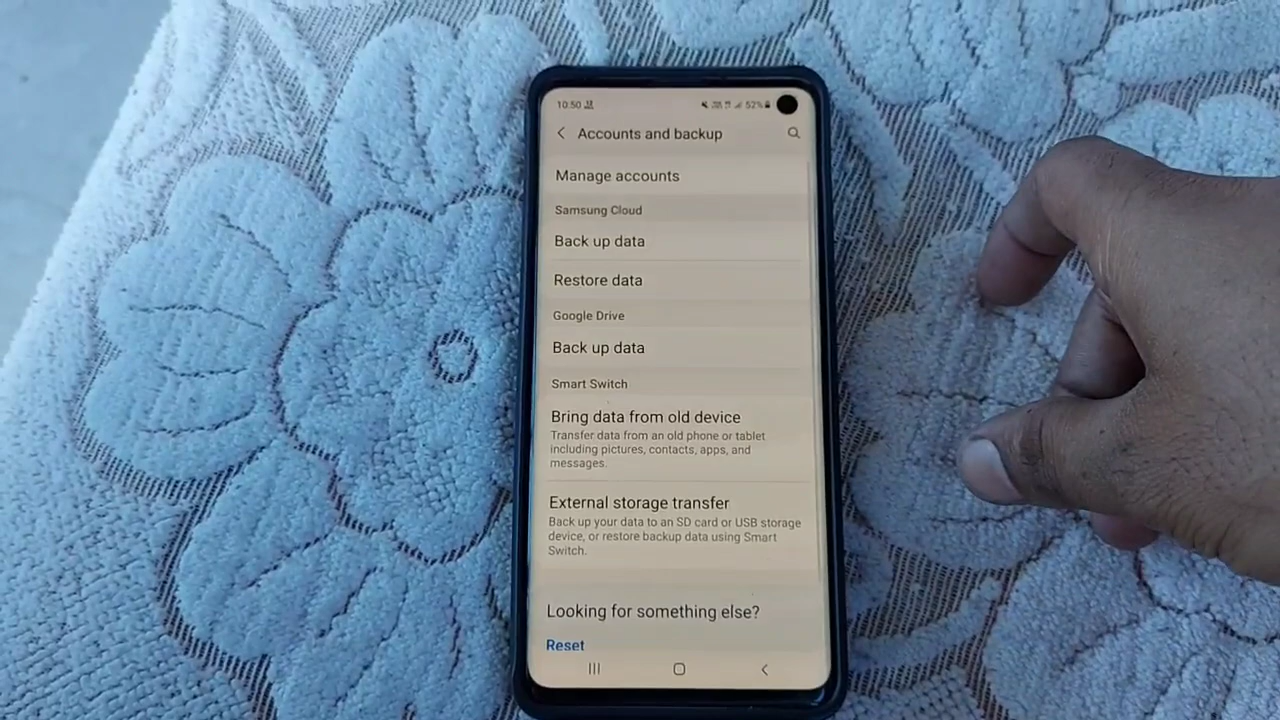 10:50
52%
Accounts and backup
Manage accounts
Samsung Cloud
Back up data
Restore data
Google Drive
Back up data
Smart Switch
Bring data from old device
Transfer data from an old phone or tablet
including pictures, contacts, apps, and
messages.
External storage transfer
Back up your data to an SD card or USB storage
device, or restore backup data using Smart
Switch.
Looking for something else?
Reset